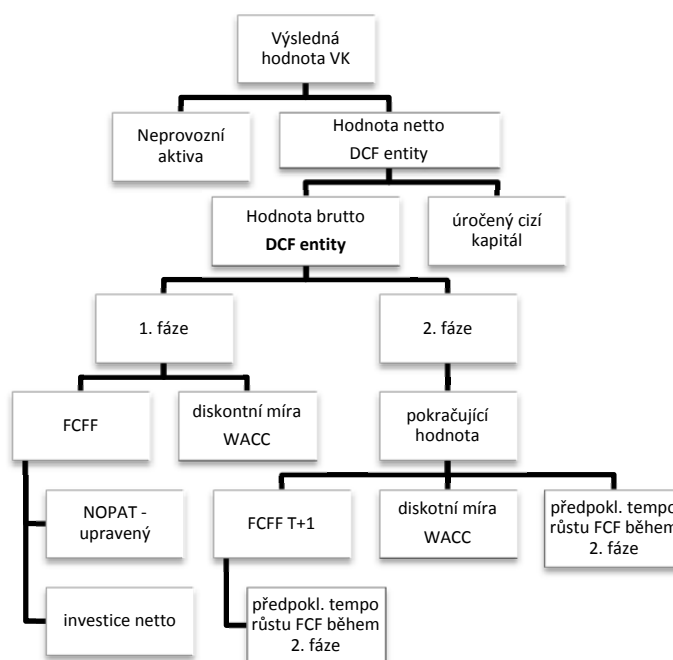 Výsledná
hodnota VK
Neprovozní
aktiva
Hodnota netto
DCF entity
Hodnota brutto
DCF entity
úročený cizí
kapitál
1. fáze
2. fáze
FCFF
diskontní míra
WACC
pokračující
hodnota
NOPAT -
upravený
FCFF T+1
diskotní míra
WACC
předpokl. tempo
růstu FCF během
2. fáze
investice netto
předpokl. tempo
růstu FCF během
2. fáze